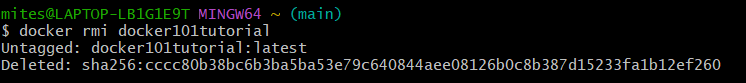 mites@LAPTOP-LB1G1E9T MINGW64 ~ (main)
$ docker rmi docker101tutorial
Untagged: docker101tutorial:latest
Deleted: sha256:cccc80b38bc6b3ba5ba53e79c640844aee08126b0c8b387d15233fa1b12ef260